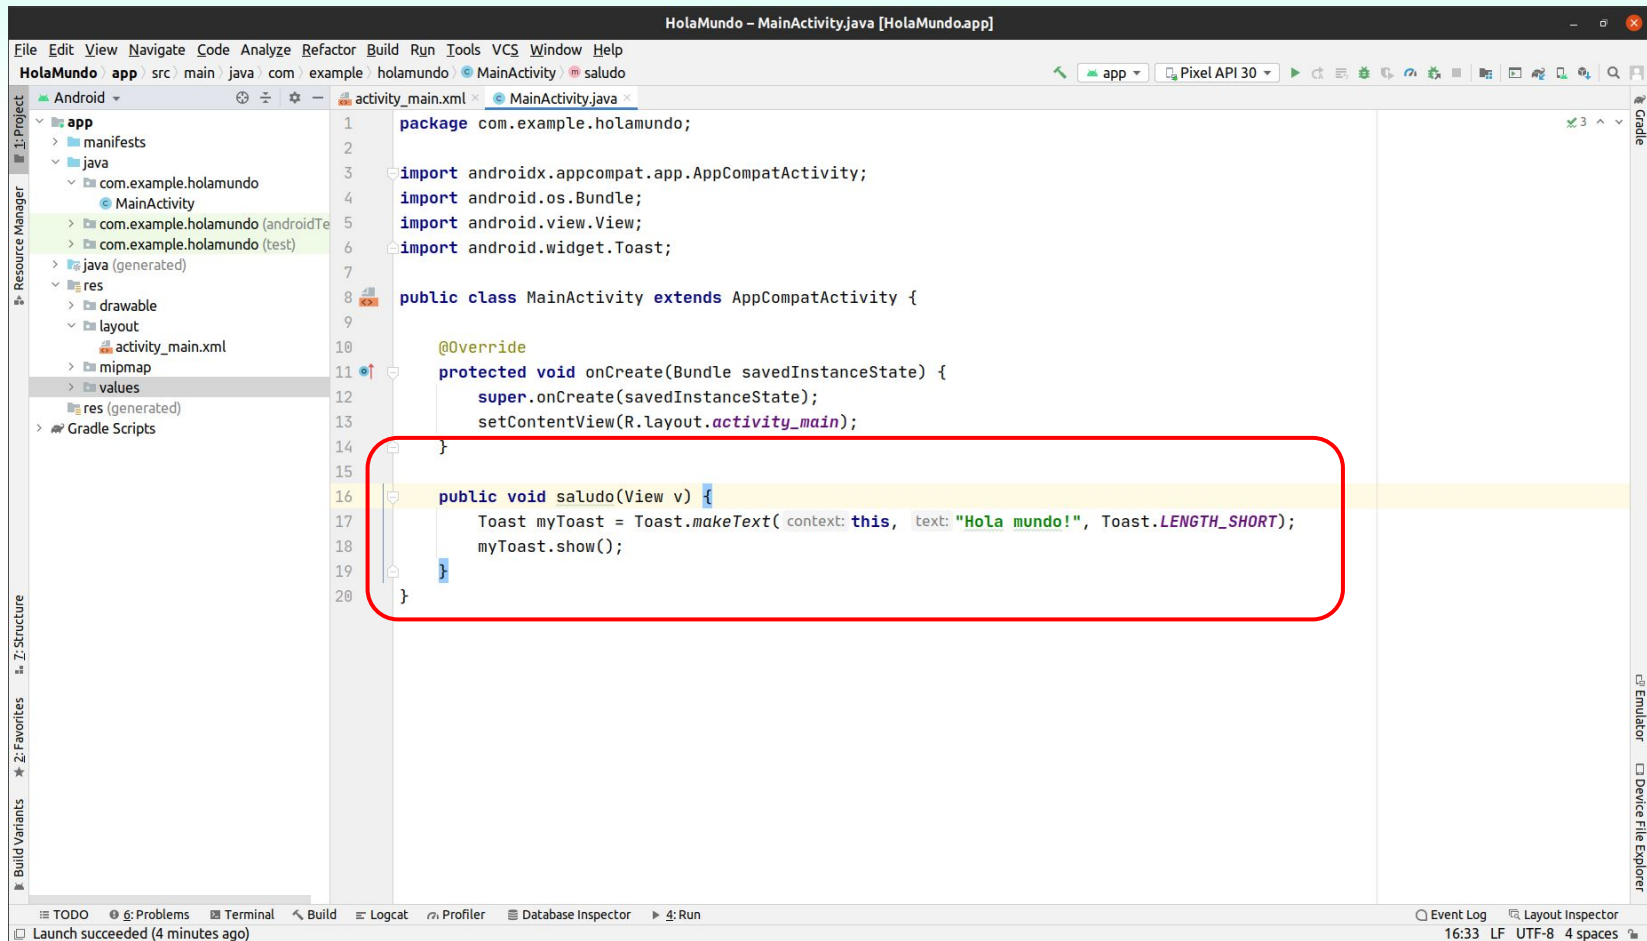 HolaMundo – MainActivity.java [HolaMundo.app]
File Edit View Navigate Code Analyze Refactor Build Run Tools VCS Window Help
HolaMundo app src main java com example holamundo MainActivity saludo
app Pixel API 30
Android
activity_main.xml MainActivity.java
1: Project
Resource Manager
7: Structure
2: Favorites
Build Variants
app
manifests
java
com.example.holamundo
MainActivity
com.example.holamundo (androidTe
com.example.holamundo (test)
java (generated)
res
drawable
layout
activity_main.xml
mipmap
values
res (generated)
Gradle Scripts
1 package com.example.holamundo;
2
3 import androidx.appcompat.app.AppCompatActivity;
4 import android.os.Bundle;
5 import android.view.View;
6 import android.widget.Toast;
7
8 public class MainActivity extends AppCompatActivity {
9
10 @Override
11 protected void onCreate(Bundle savedInstanceState) {
12 super.onCreate(savedInstanceState);
13 setContentView(R.layout.activity_main);
14 }
15
16 public void saludo(View v) {
17 Toast myToast = Toast.makeText( context: this, text: "Hola mundo!", Toast.LENGTH_SHORT);
18 myToast.show();
19 }
20 }
3
Gradle
Emulator
Device File Explorer
TODO 6: Problems Terminal Build Logcat Profiler Database Inspector 4: Run Event Log Layout Inspector
Launch succeeded (4 minutes ago) 16:33 LF UTF-8 4 spaces